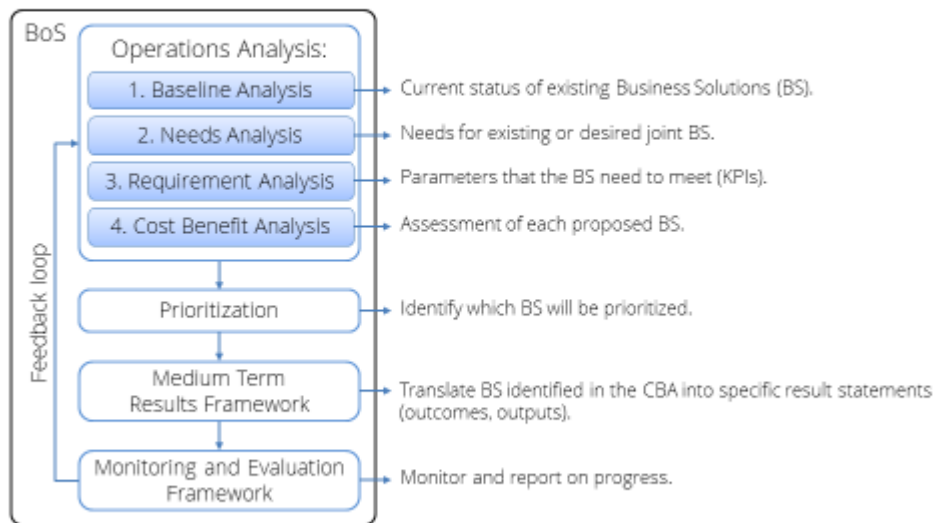 BoS
Operations Analysis:
1. Baseline Analysis
Current status of existing Business Solutions (BS).
2. Needs Analysis
Needs for existing or desired joint BS.
3. Requirement Analysis
Parameters that the BS need to meet (KPIs).
4. Cost Benefit Analysis
Assessment of each proposed BS.
Feedback loop
Prioritization
Identify which BS will be prioritized.
Medium Term
Results Framework
Translate BS identified in the CBA into specific result statements
(outcomes, outputs).
Monitoring and Evaluation
Framework
Monitor and report on progress.